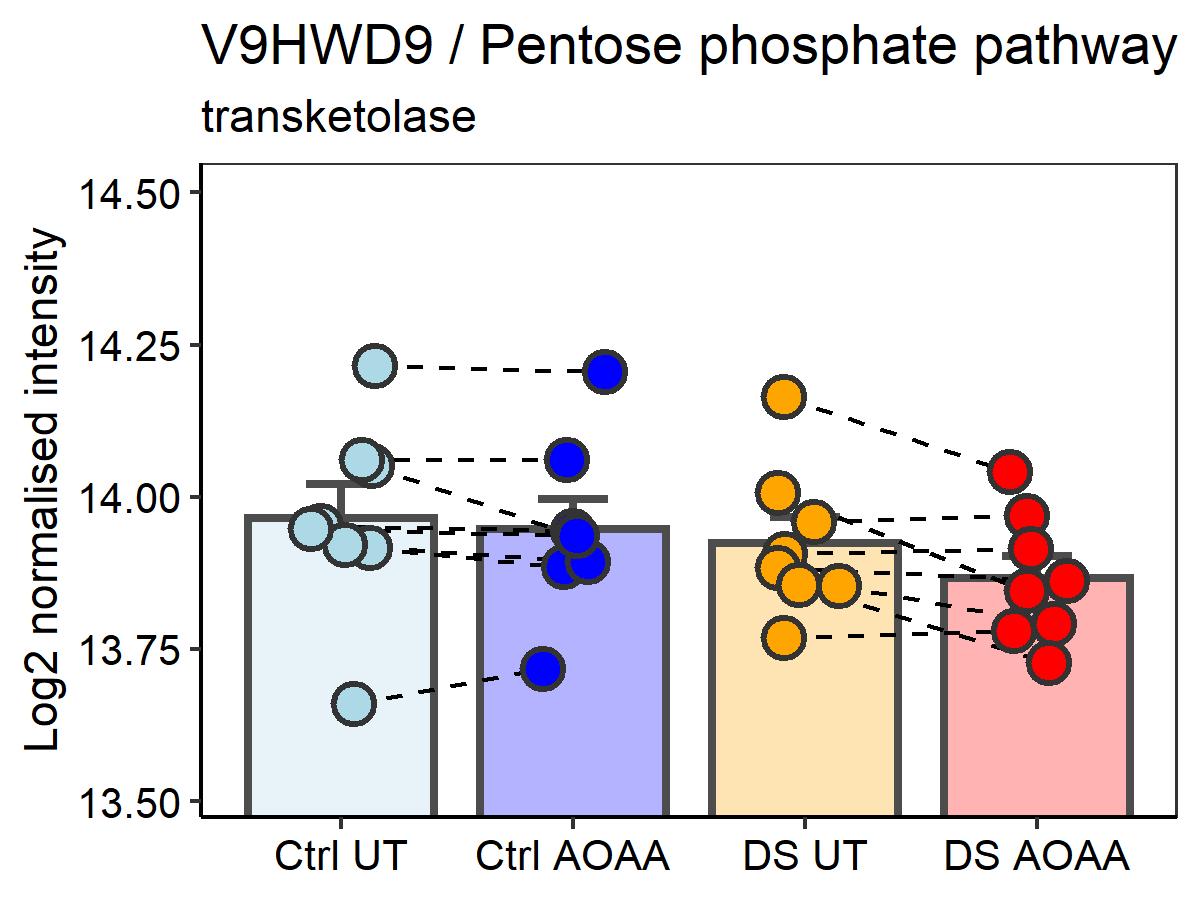 V9HWD9 / Pentose phosphate pathway
transketolase
Log2 normalised intensity
14.50
14.25
14.00
13.75
13.50
Ctrl UT
Ctrl AOAA
DS UT
DS AOAA